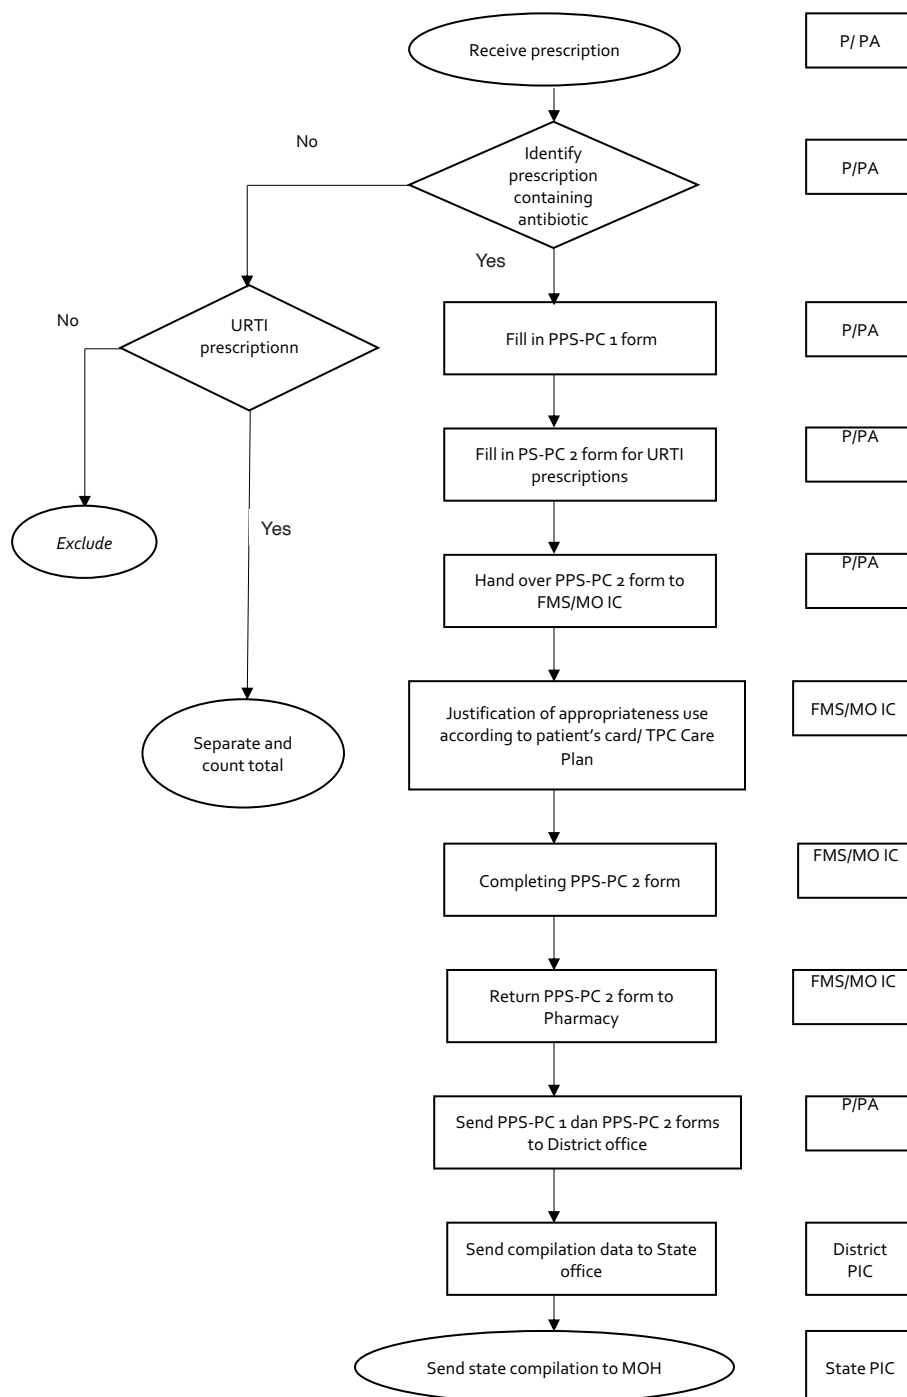 Receive prescription
P/ PA
No
Identify
prescription
containing
antibiotic
P/PA
Yes
No
URTI
prescriptionn
Fill in PPS-PC 1 form
P/PA
Fill in PS-PC 2 form for URTI
prescriptions
P/PA
Exclude
Yes
Hand over PPS-PC 2 form to
FMS/MO IC
P/PA
Separate and
count total
Justification of appropriateness use
according to patient's card/ TPC Care
Plan
FMS/MO IC
Completing PPS-PC 2 form
FMS/MO IC
Return PPS-PC 2 form to
Pharmacy
FMS/MO IC
Send PPS-PC 1 dan PPS-PC 2 forms
to District office
P/PA
Send compilation data to State
office
District
PIC
Send state compilation to MOH
State PIC